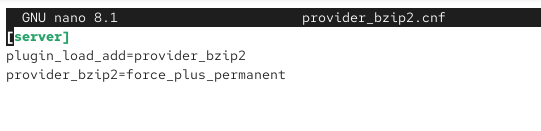 GNU nano 8.1 provider_bzip2.cnf
[server]
plugin_load_add=provider_bzip2
provider_bzip2=force_plus_permanent